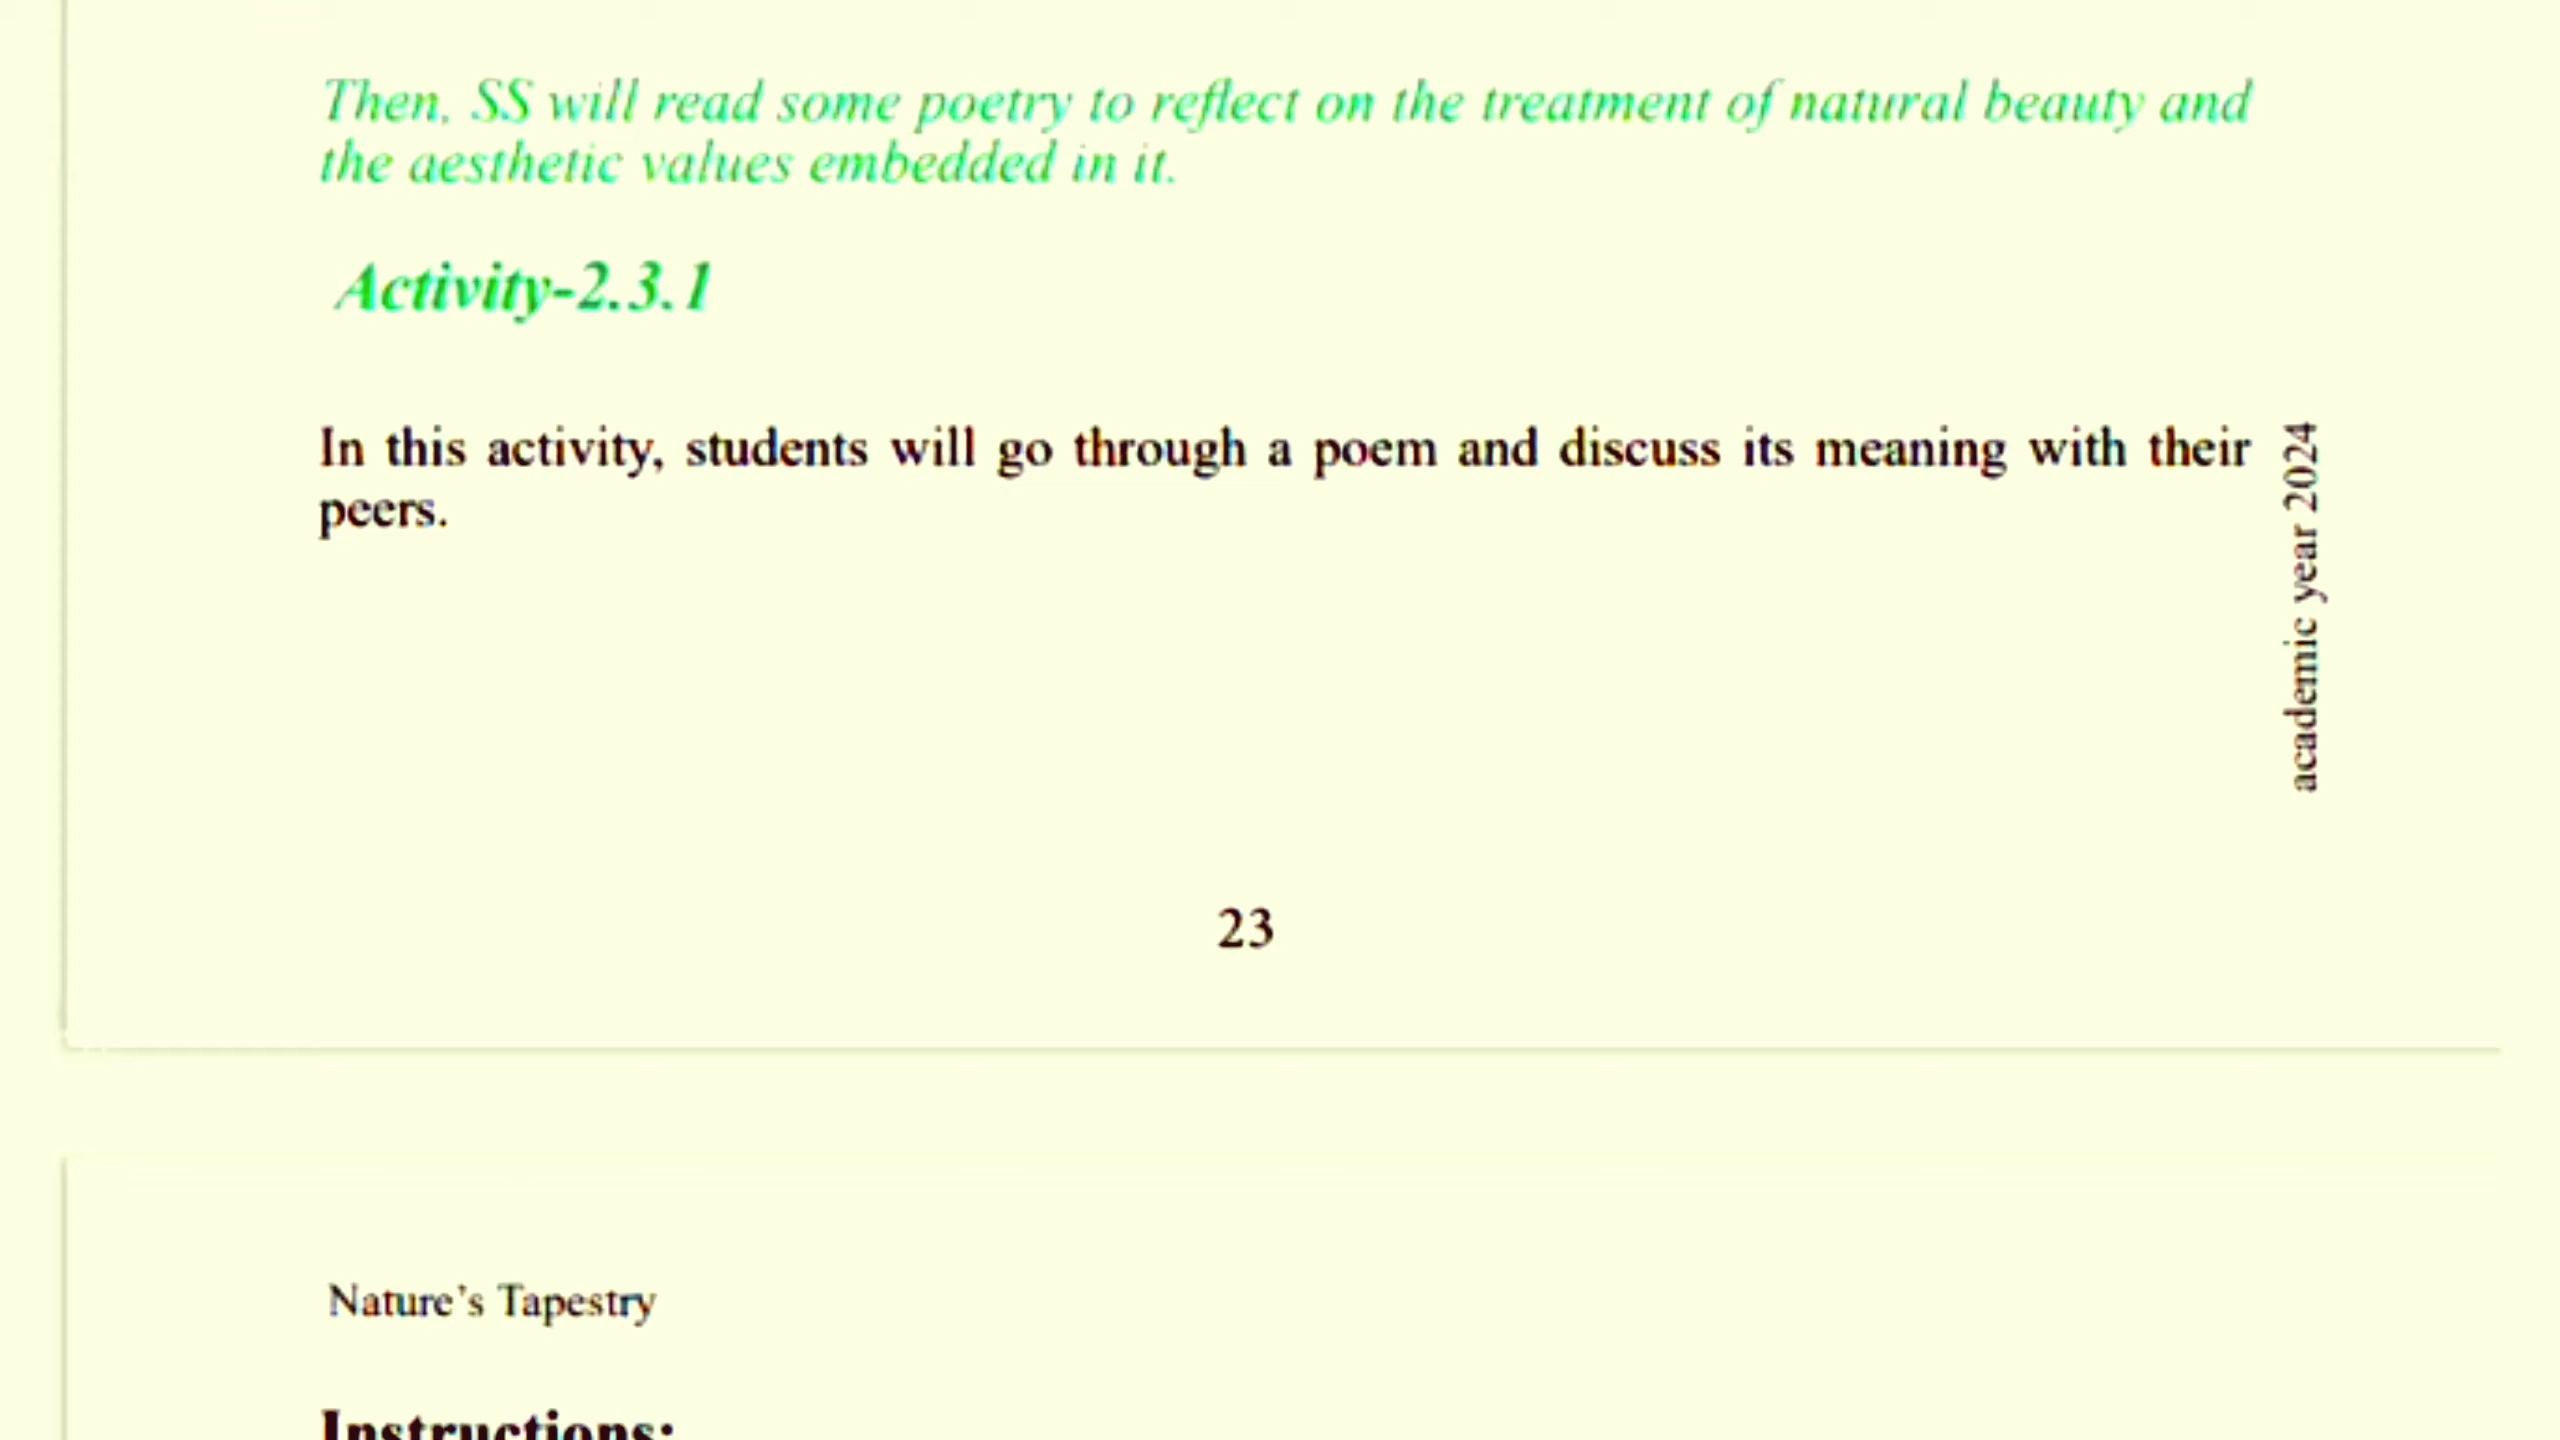 Then, SS will read some poetry to reflect on the treatment of natural beauty and
the aesthetic values embedded in it.
Activity-2.3.1
In this activity, students will go through a poem and discuss its meaning with their
peers.
academic year 2024
23
Nature's Tapestry
Instructions: